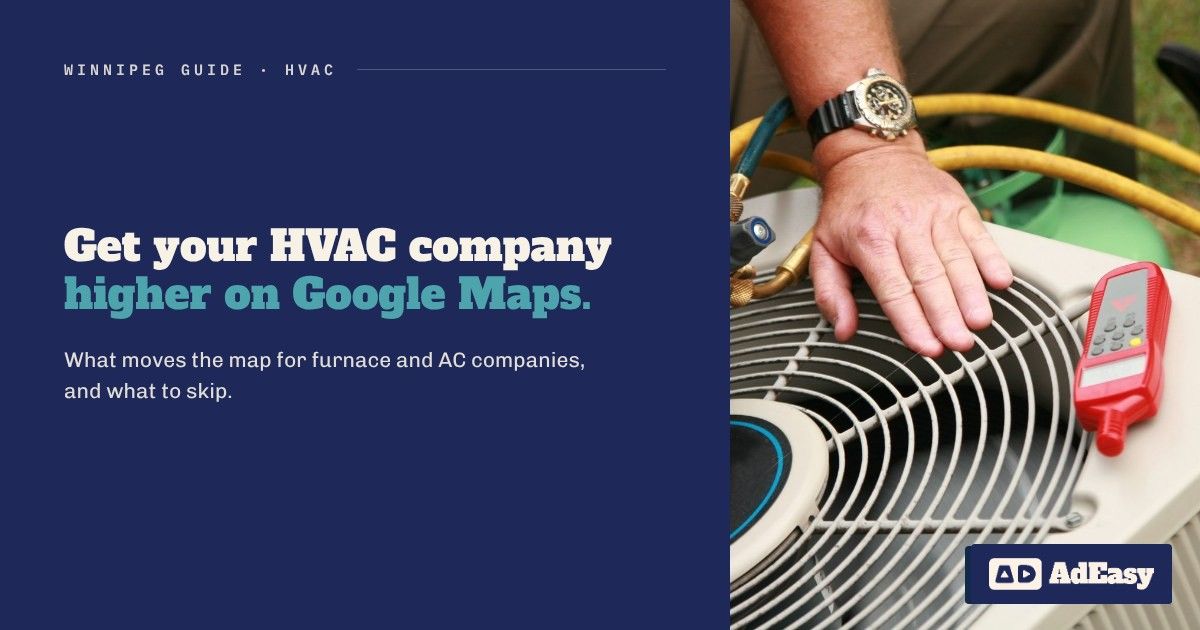 WINNIPEG GUIDE · HVAC
Get your HVAC company
higher on Google Maps.
What moves the map for furnace and AC companies,
and what to skip.
AD AdEasy